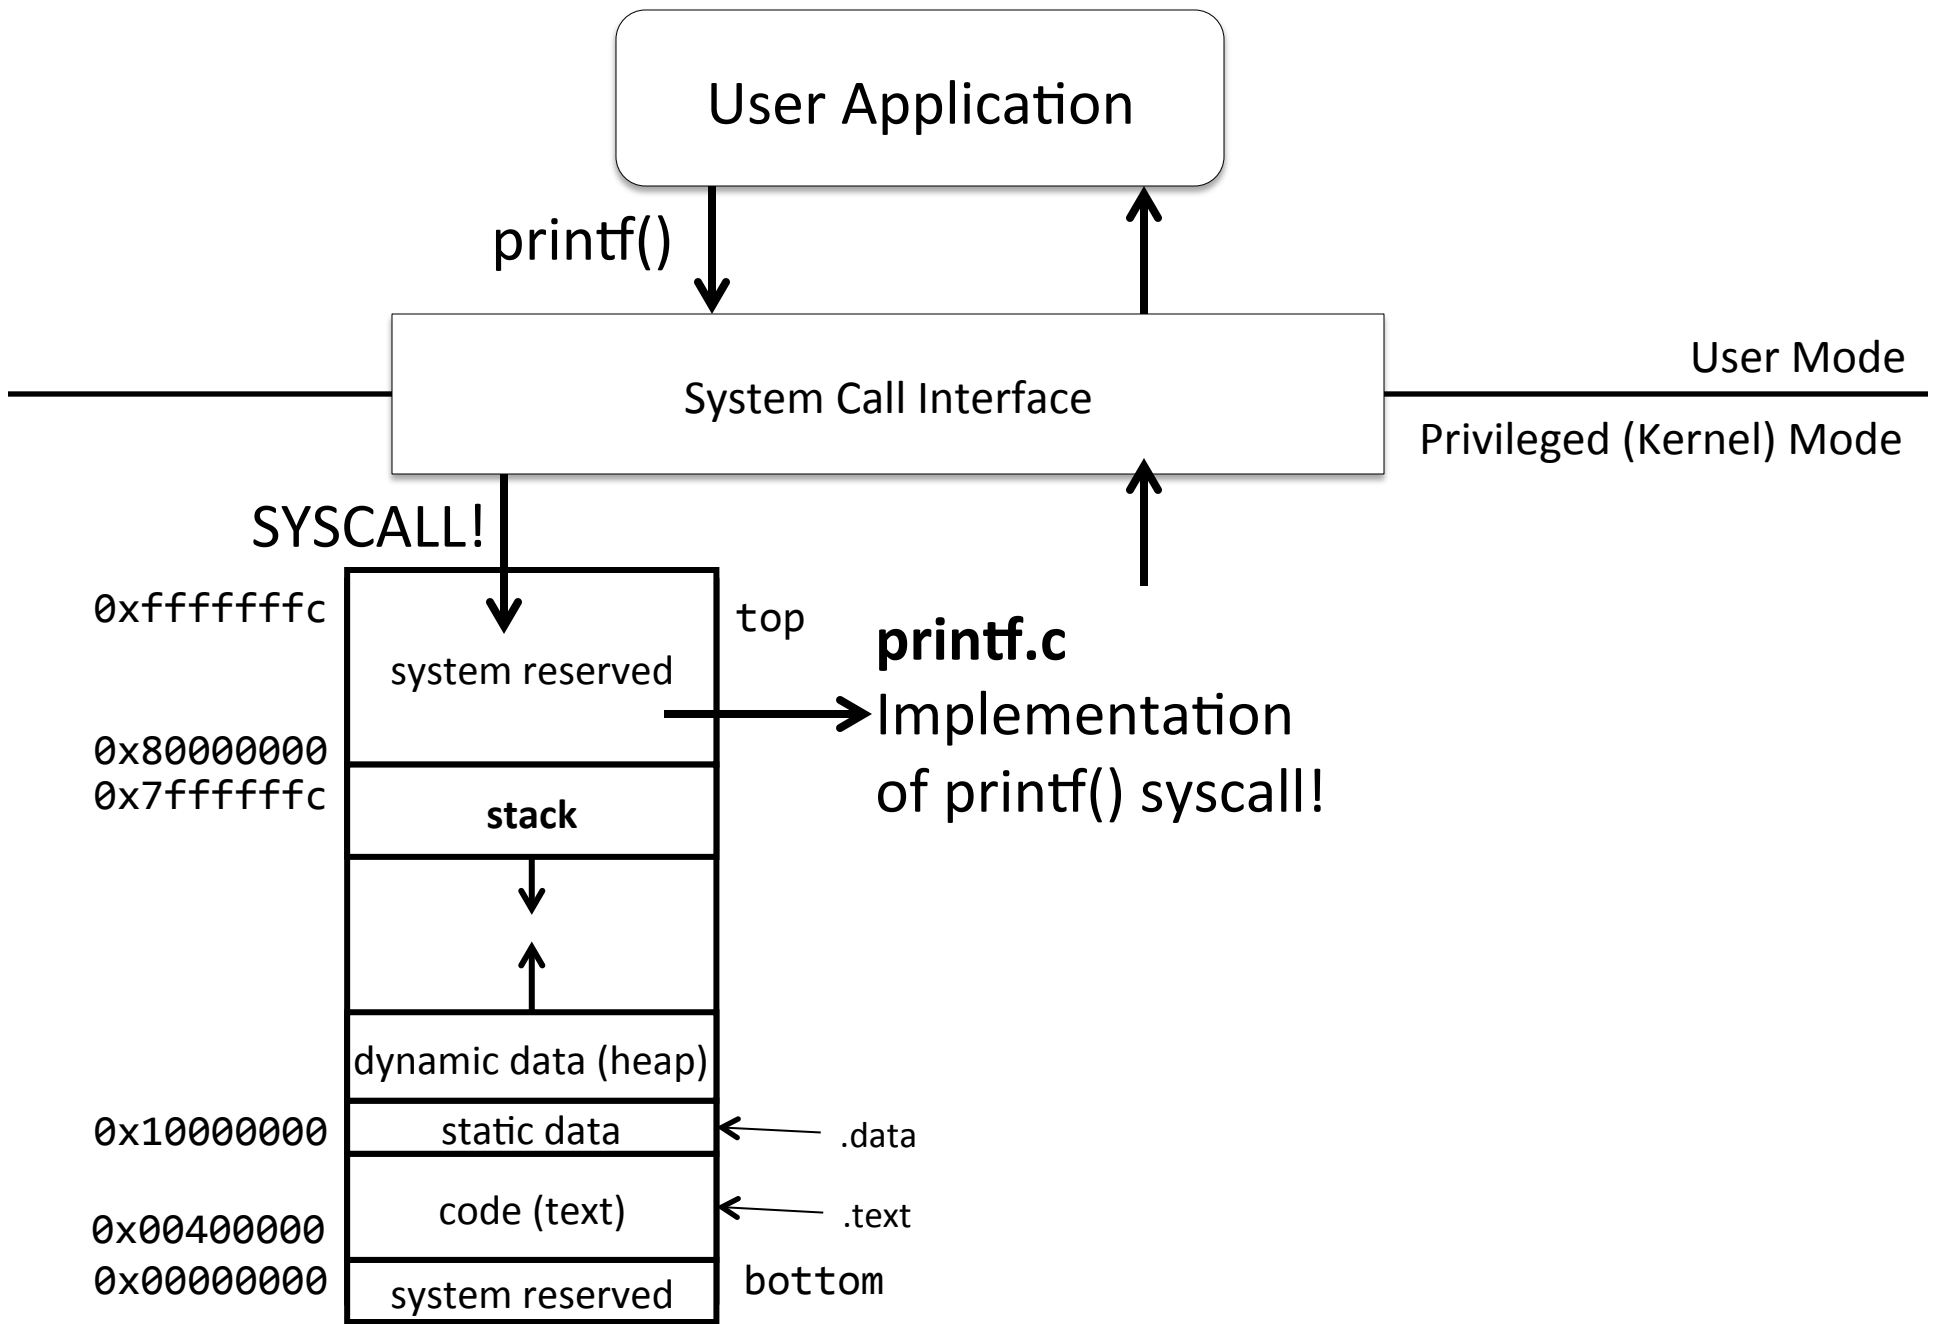 User Application
printf()
System Call Interface
User Mode
Privileged (Kernel) Mode
SYSCALL!
0xfffffffc
top
system reserved
printf.c
Implementation
of printf() syscall!
0x80000000
0x7ffffffc
stack
dynamic data (heap)
0x10000000
static data
.data
code (text)
.text
0x00400000
0x00000000
system reserved
bottom